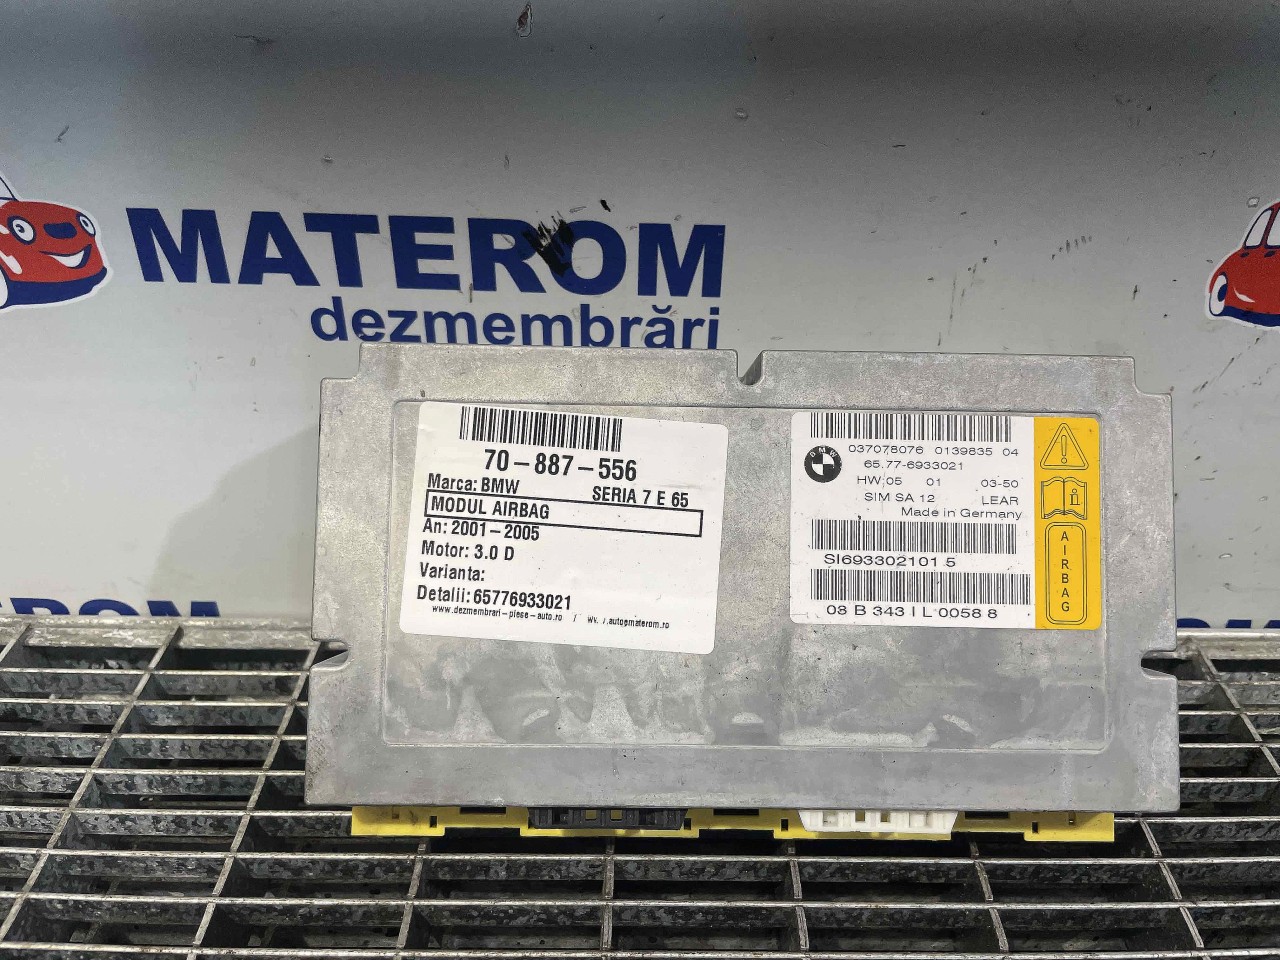 MATEROM
dezmembrări
70-887-556
Marca: BMW SERIA 7 E 65
MODUL AIRBAG
An: 2001-2005
Motor: 3.0 D
Varianta:
Detalii: 65776933021
www.dezmembrari-piese-auto.ro /
BMW
037078076 0139835 04
65.77-6933021
HW:05 01 03-50
SIM SA 12 LEAR
Made in Germany
SI693302101 5
08 B 343 I L 0058 8
AIRBAG
MATEROM